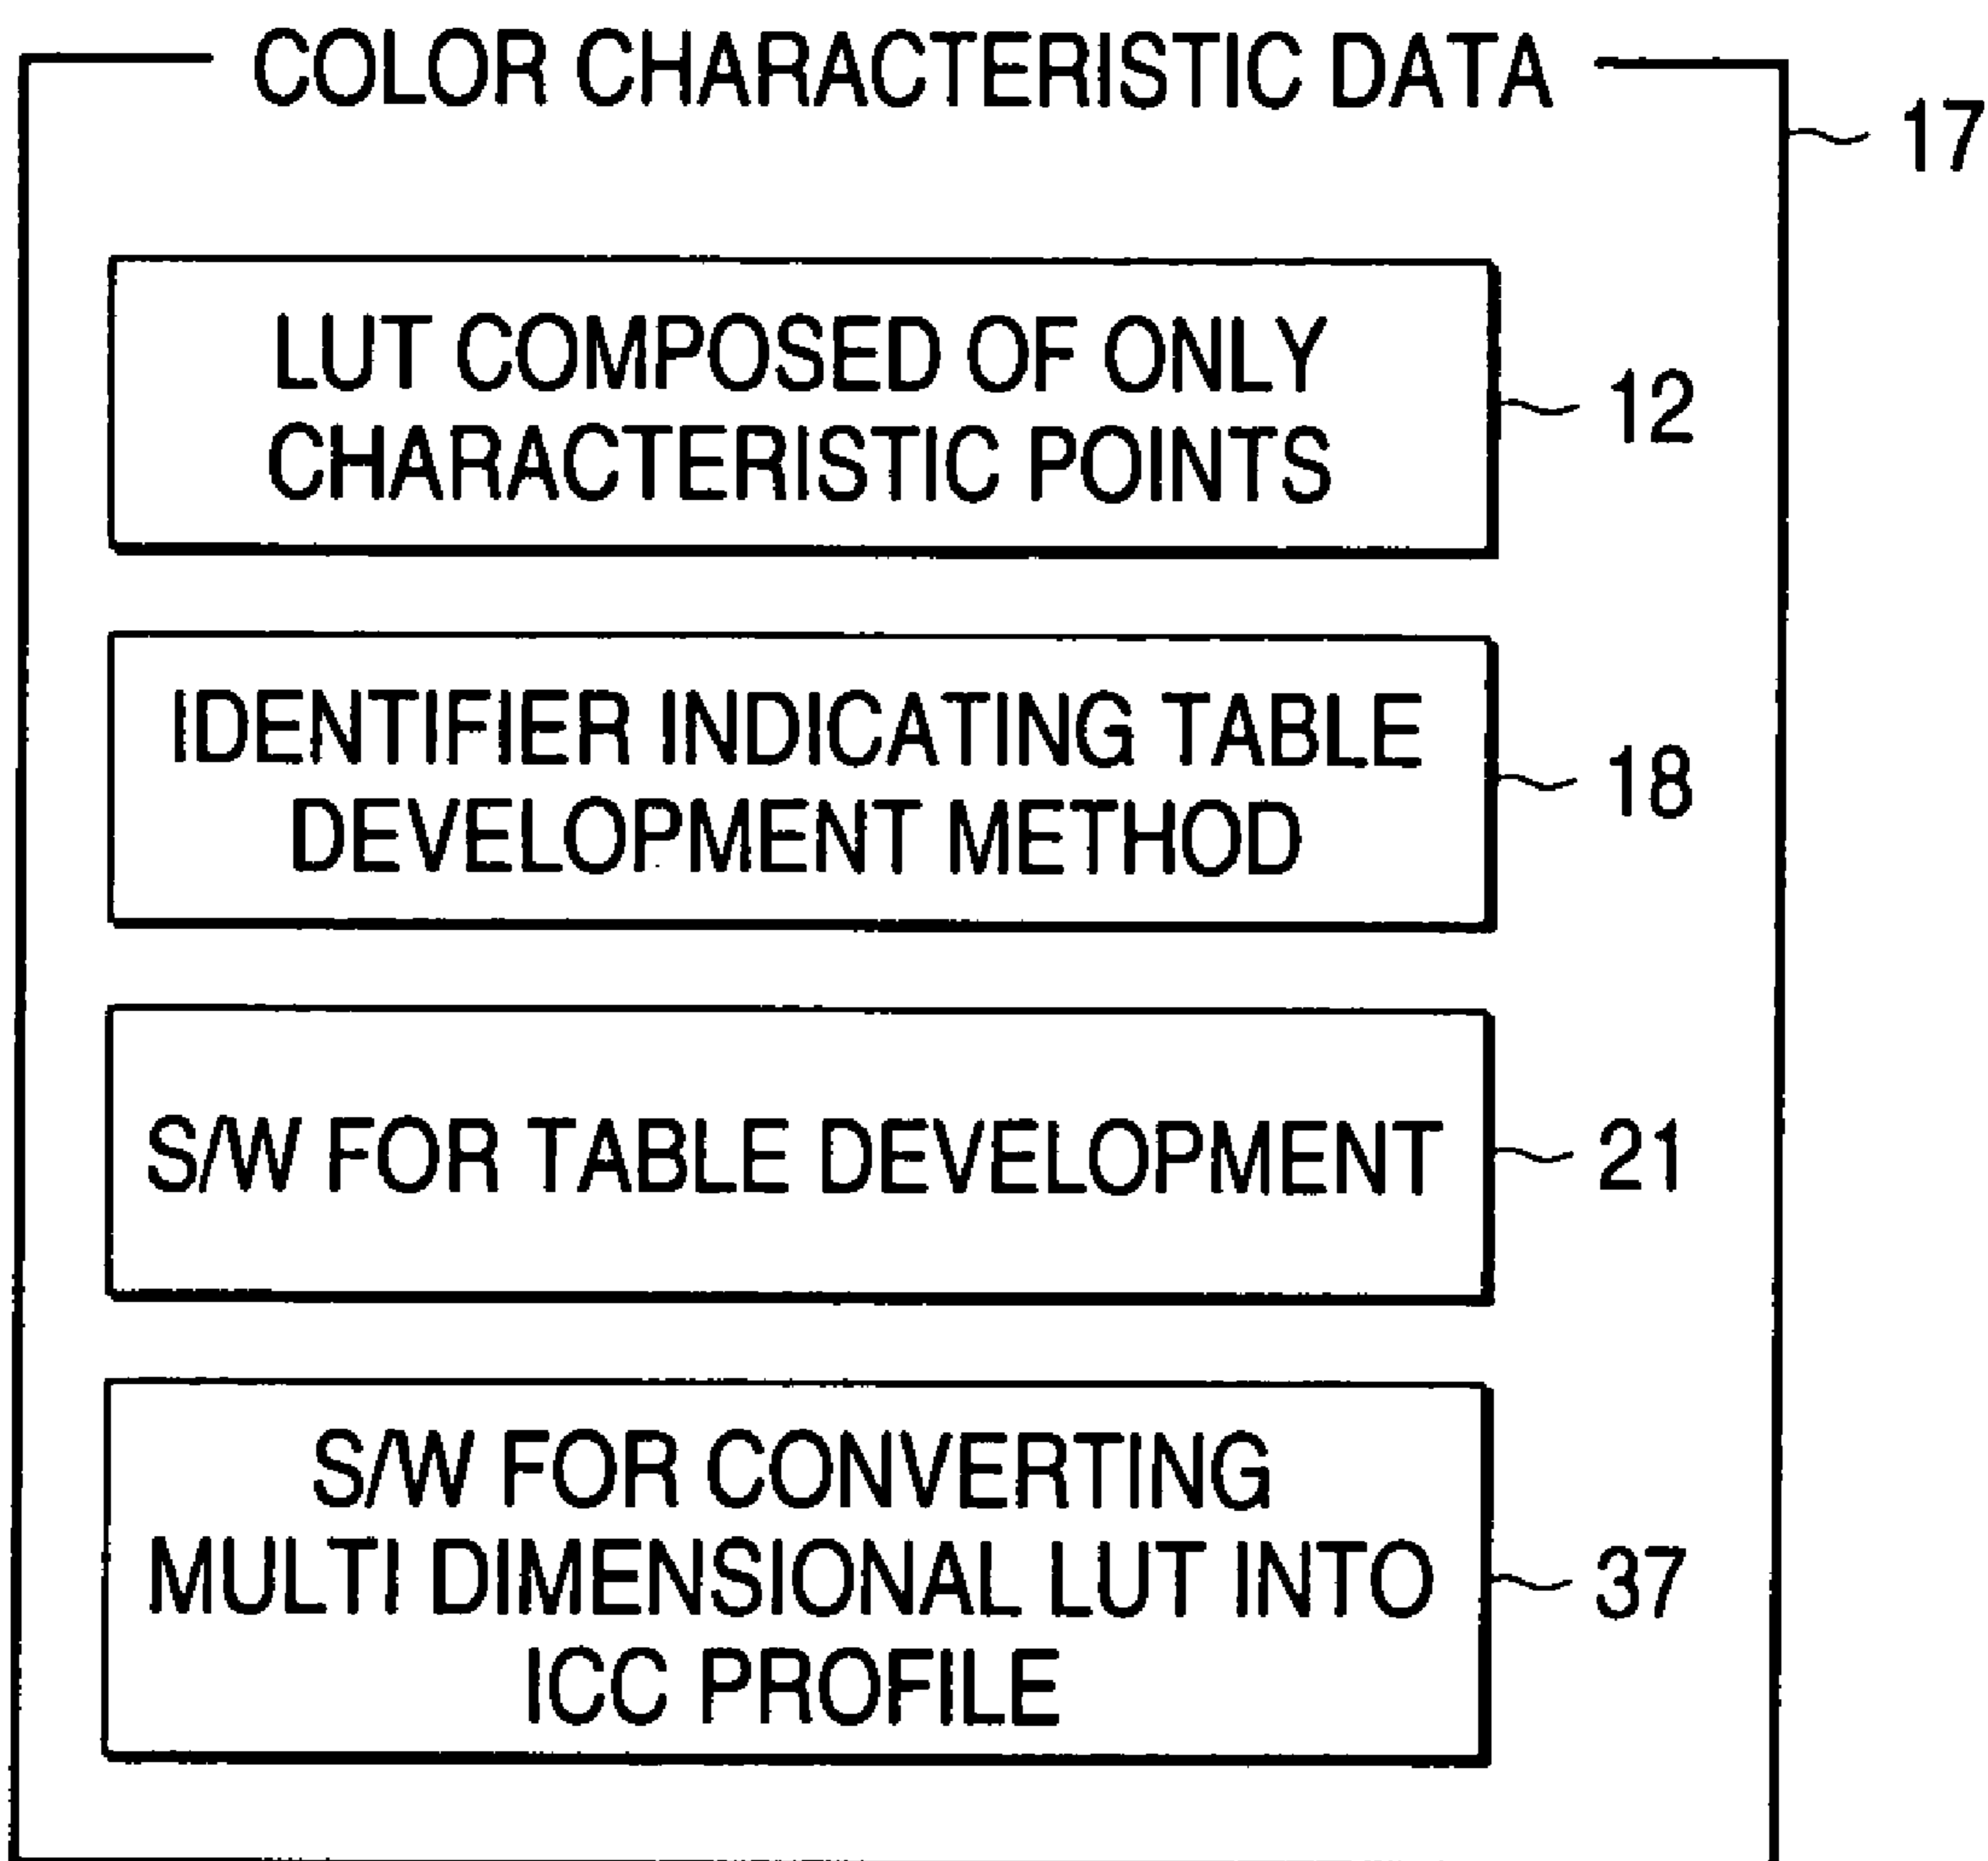 COLOR CHARACTERISTIC DATA
17
LUT COMPOSED OF ONLY
CHARACTERISTIC POINTS
12
IDENTIFIER INDICATING TABLE
DEVELOPMENT METHOD
18
S/W FOR TABLE DEVELOPMENT
21
S/W FOR CONVERTING
MULTI DIMENSIONAL LUT INTO
ICC PROFILE
37